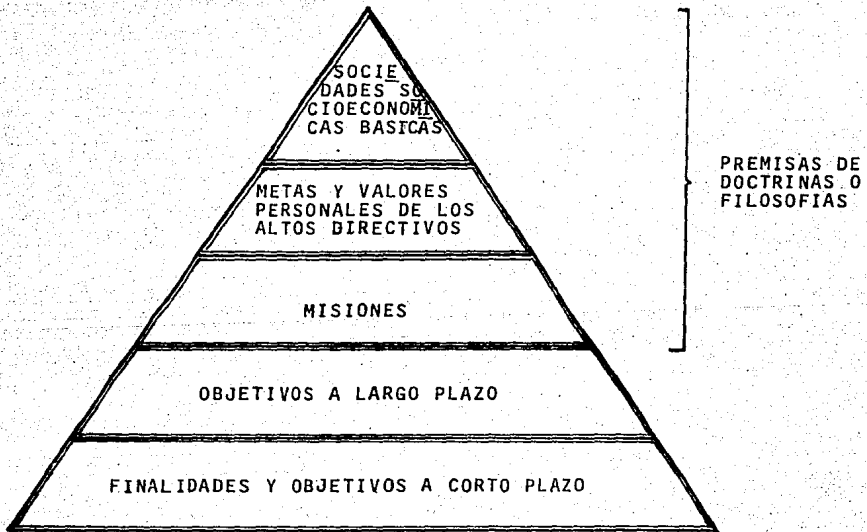 SOCIE
DADES SO
CIOECONOMI
CAS BASICAS
METAS Y VALORES
PERSONALES DE LOS
ALTOS DIRECTIVOS
MISIONES
OBJETIVOS A LARGO PLAZO
FINALIDADES Y OBJETIVOS A CORTO PLAZO
PREMISAS DE
DOCTRINAS O
FILOSOFIAS